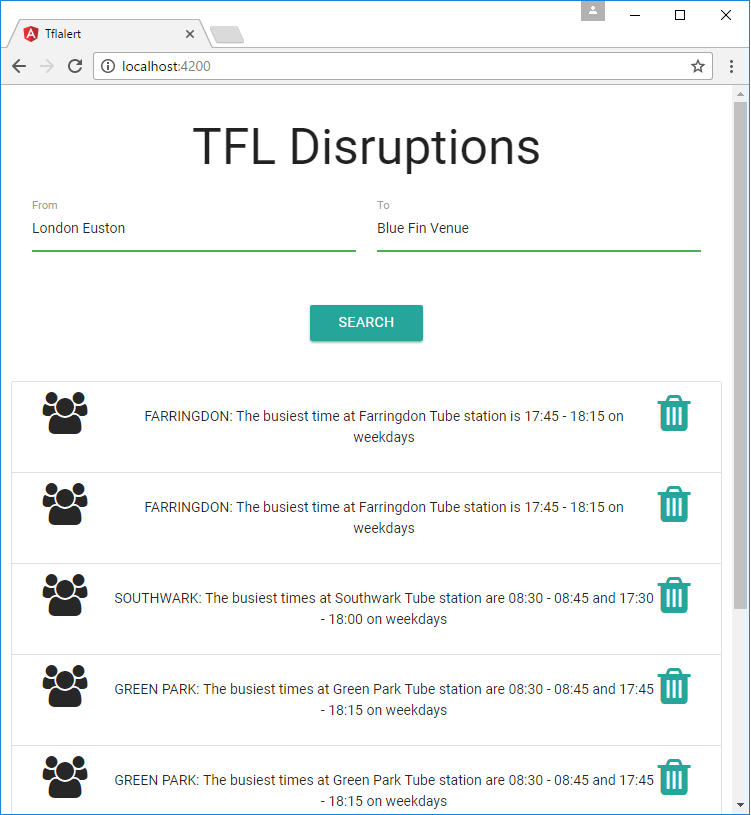 Tflalert
localhost:4200
TFL Disruptions
From
To
London Euston
Blue Fin Venue
SEARCH
FARRINGDON: The busiest time at Farringdon Tube station is 17:45 - 18:15 on
weekdays
FARRINGDON: The busiest time at Farringdon Tube station is 17:45 - 18:15 on
weekdays
SOUTHWARK: The busiest times at Southwark Tube station are 08:30 - 08:45 and 17:30
- 18:00 on weekdays
GREEN PARK: The busiest times at Green Park Tube station are 08:30 - 08:45 and 17:45
- 18:15 on weekdays
GREEN PARK: The busiest times at Green Park Tube station are 08:30 - 08:45 and 17:45
- 18:15 on weekdays